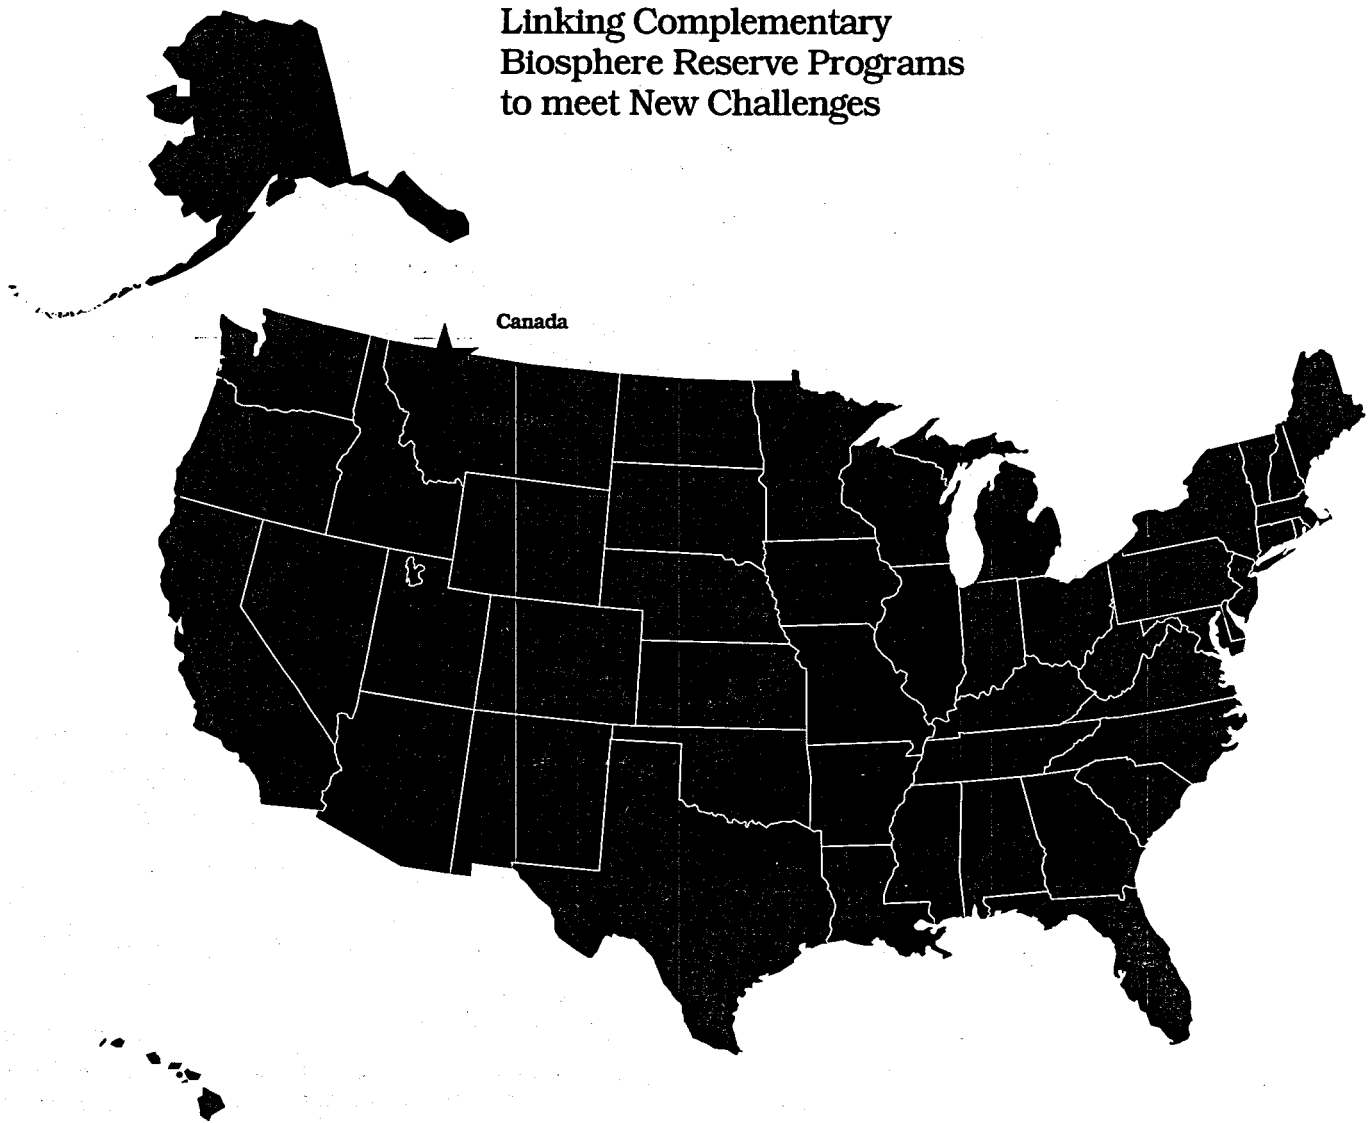 Linking Complementary
Biosphere Reserve Programs
to meet New Challenges
Canada